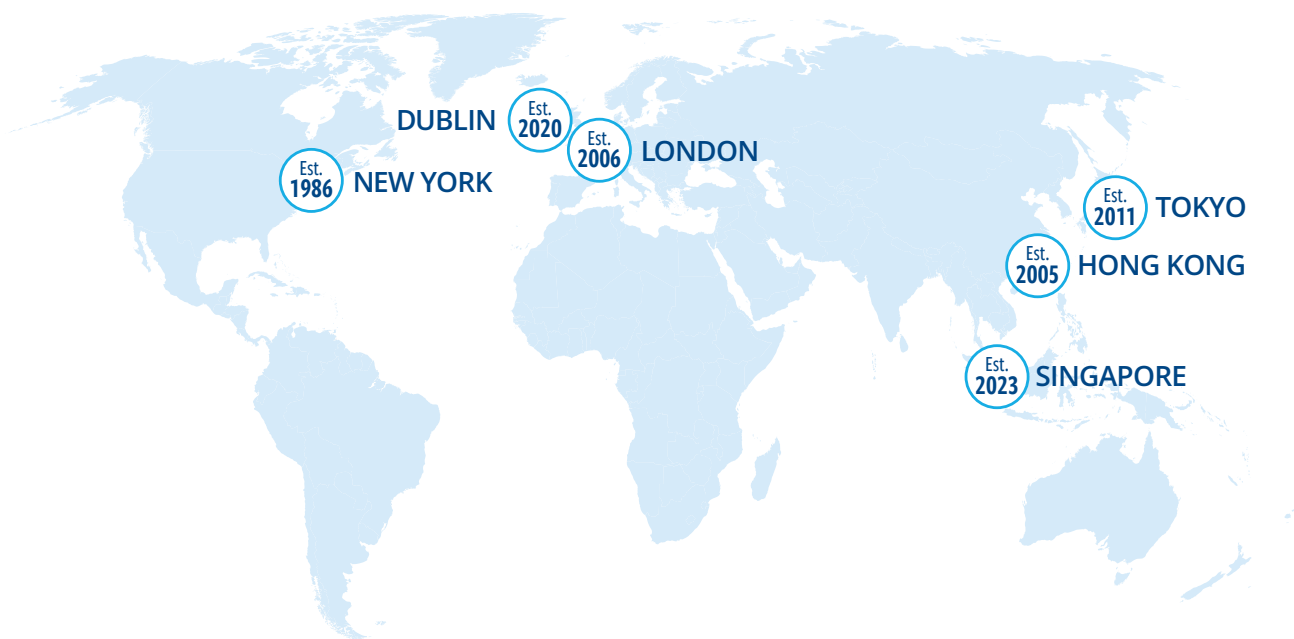 DUBLIN
Est.
2020
Est.
2006
LONDON
Est.
1986
NEW YORK
Est.
2011
TOKYO
Est.
2005
HONG KONG
Est.
2023
SINGAPORE